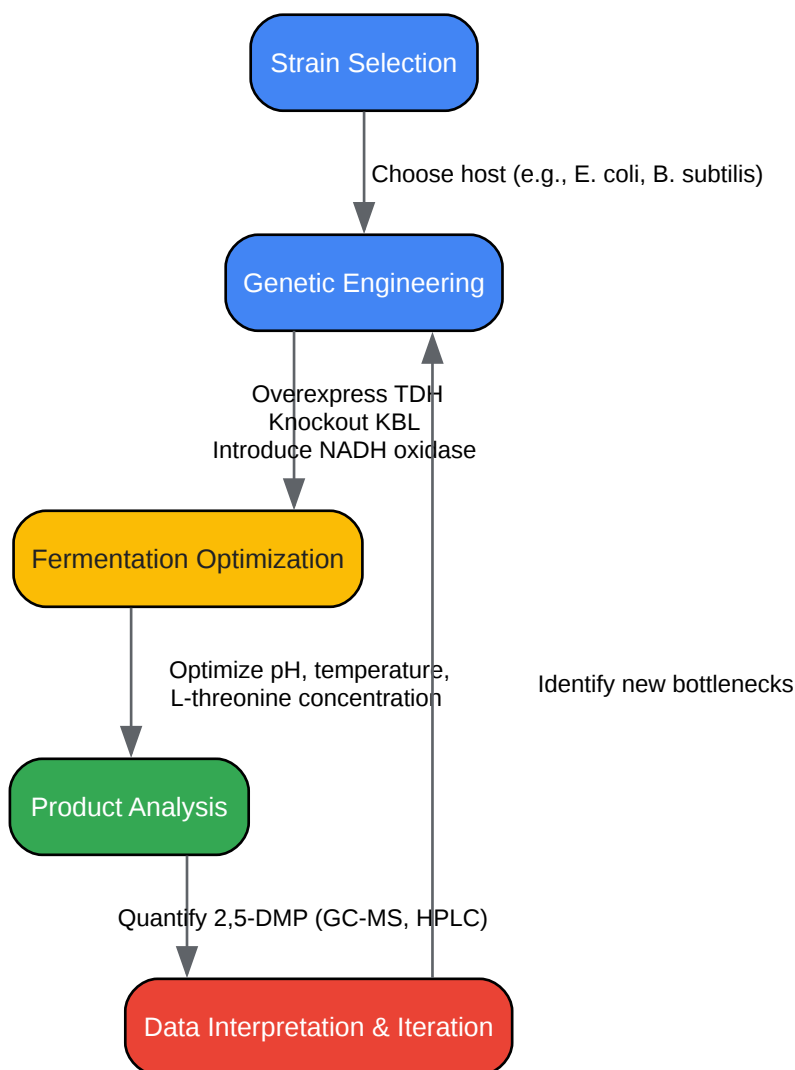 Strain Selection
Choose host (e.g., E. coli, B. subtilis)
Genetic Engineering
Overexpress TDH
Knockout KBL
Introduce NADH oxidase
Fermentation Optimization
Optimize pH, temperature,
L-threonine concentration
Identify new bottlenecks
Product Analysis
Quantify 2,5-DMP (GC-MS, HPLC)
Data Interpretation & Iteration